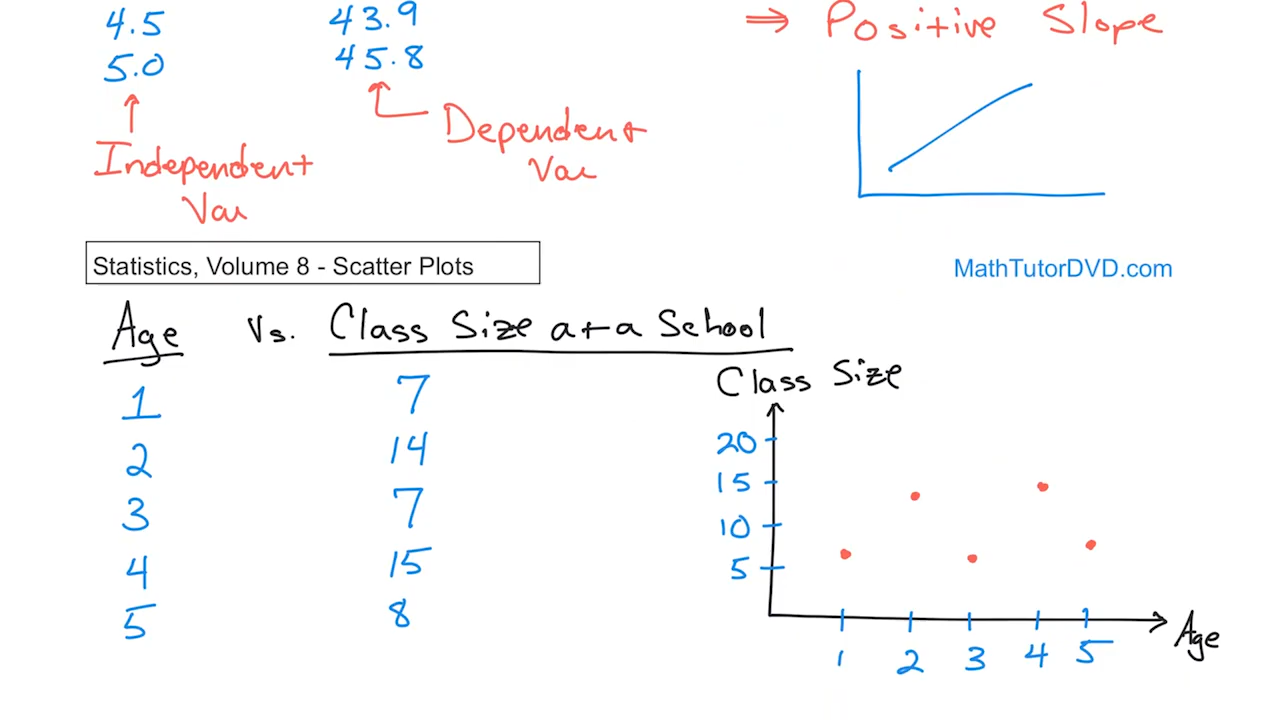 4.5 43.9
5.0 45.8
⇒ Positive Slope
Independent
Var
Dependent
Var
Statistics, Volume 8 - Scatter Plots
MathTutorDVD.com
Age Vs. Class Size at a School
1 7
2 14
3 7
4 15
5 8
Class Size
20
15
10
5
1 2 3 4 5
Age